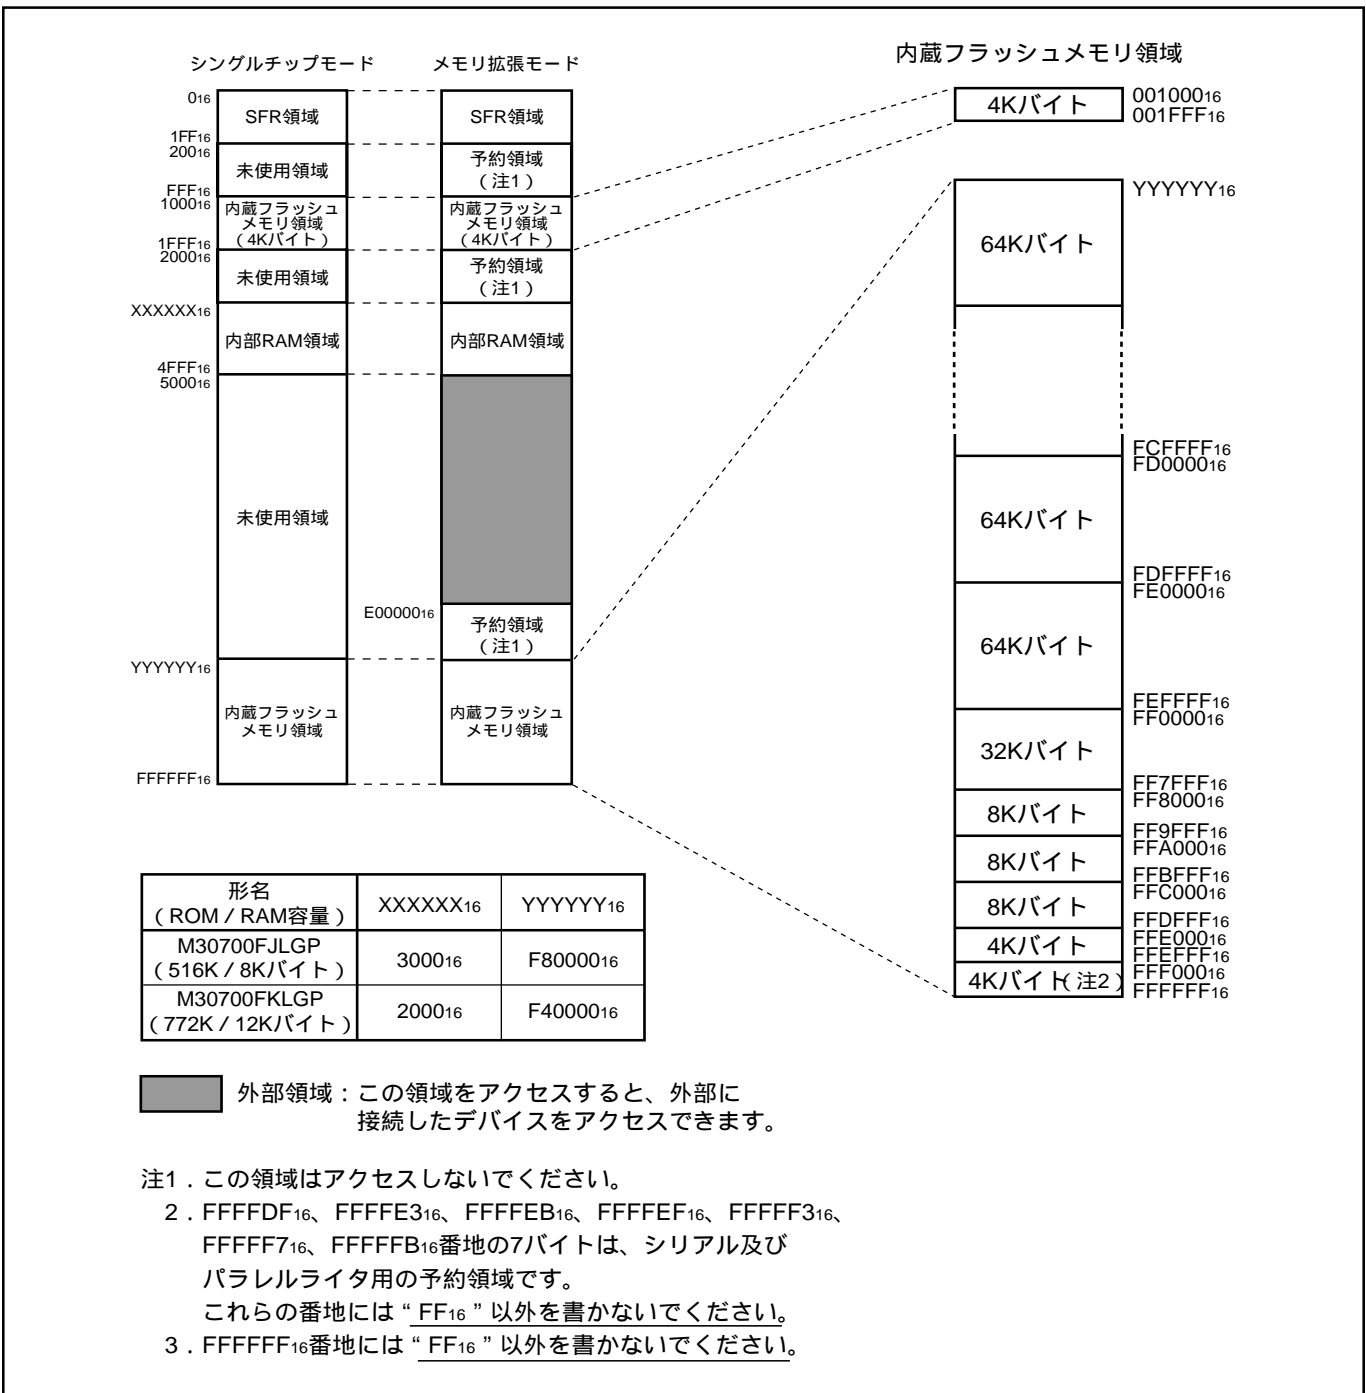 シングルチップモード
メモリ拡張モード
内蔵フラッシュメモリ領域
016
SFR領域
1FF16
20016
未使用領域
FFF16
100016
内蔵フラッシュ
メモリ領域
(4Kバイト)
1FFF16
200016
未使用領域
XXXXXX16
内部RAM領域
4FFF16
500016
未使用領域
YYYYYY16
内蔵フラッシュ
メモリ領域
FFFFFF16
SFR領域
予約領域
(注1)
内蔵フラッシュ
メモリ領域
(4Kバイト)
予約領域
(注1)
内部RAM領域
E0000016
予約領域
(注1)
内蔵フラッシュ
メモリ領域
4Kバイト
00100016
001FFF16
YYYYYY16
64Kバイト
FCFFFF16
FD000016
64Kバイト
FDFFFF16
FE000016
64Kバイト
FEFFFF16
FF000016
32Kバイト
FF7FFF16
FF800016
8Kバイト
FF9FFF16
FFA00016
8Kバイト
FFBFFF16
FFC00016
8Kバイト
FFDFFF16
FFE00016
4Kバイト
FFEFFF16
FFF00016
4Kバイト(注2)
FFFFFF16
形名
(ROM/RAM容量)
XXXXXX16
YYYYYY16
M30700FJLGP
(516K/8Kバイト)
300016
F8000016
M30700FKLGP
(772K/12Kバイト)
200016
F4000016
外部領域:この領域をアクセスすると、外部に
接続したデバイスをアクセスできます。
注1.この領域はアクセスしないでください。
2.FFFFDF16、FFFFE316、FFFFEB16、FFFFEF16、FFFFF316、
FFFFF716、FFFFFB16番地の7バイトは、シリアル及び
パラレルライタ用の予約領域です。
これらの番地には“FF16”以外を書かないでください。
3.FFFFFF16番地には“FF16”以外を書かないでください。